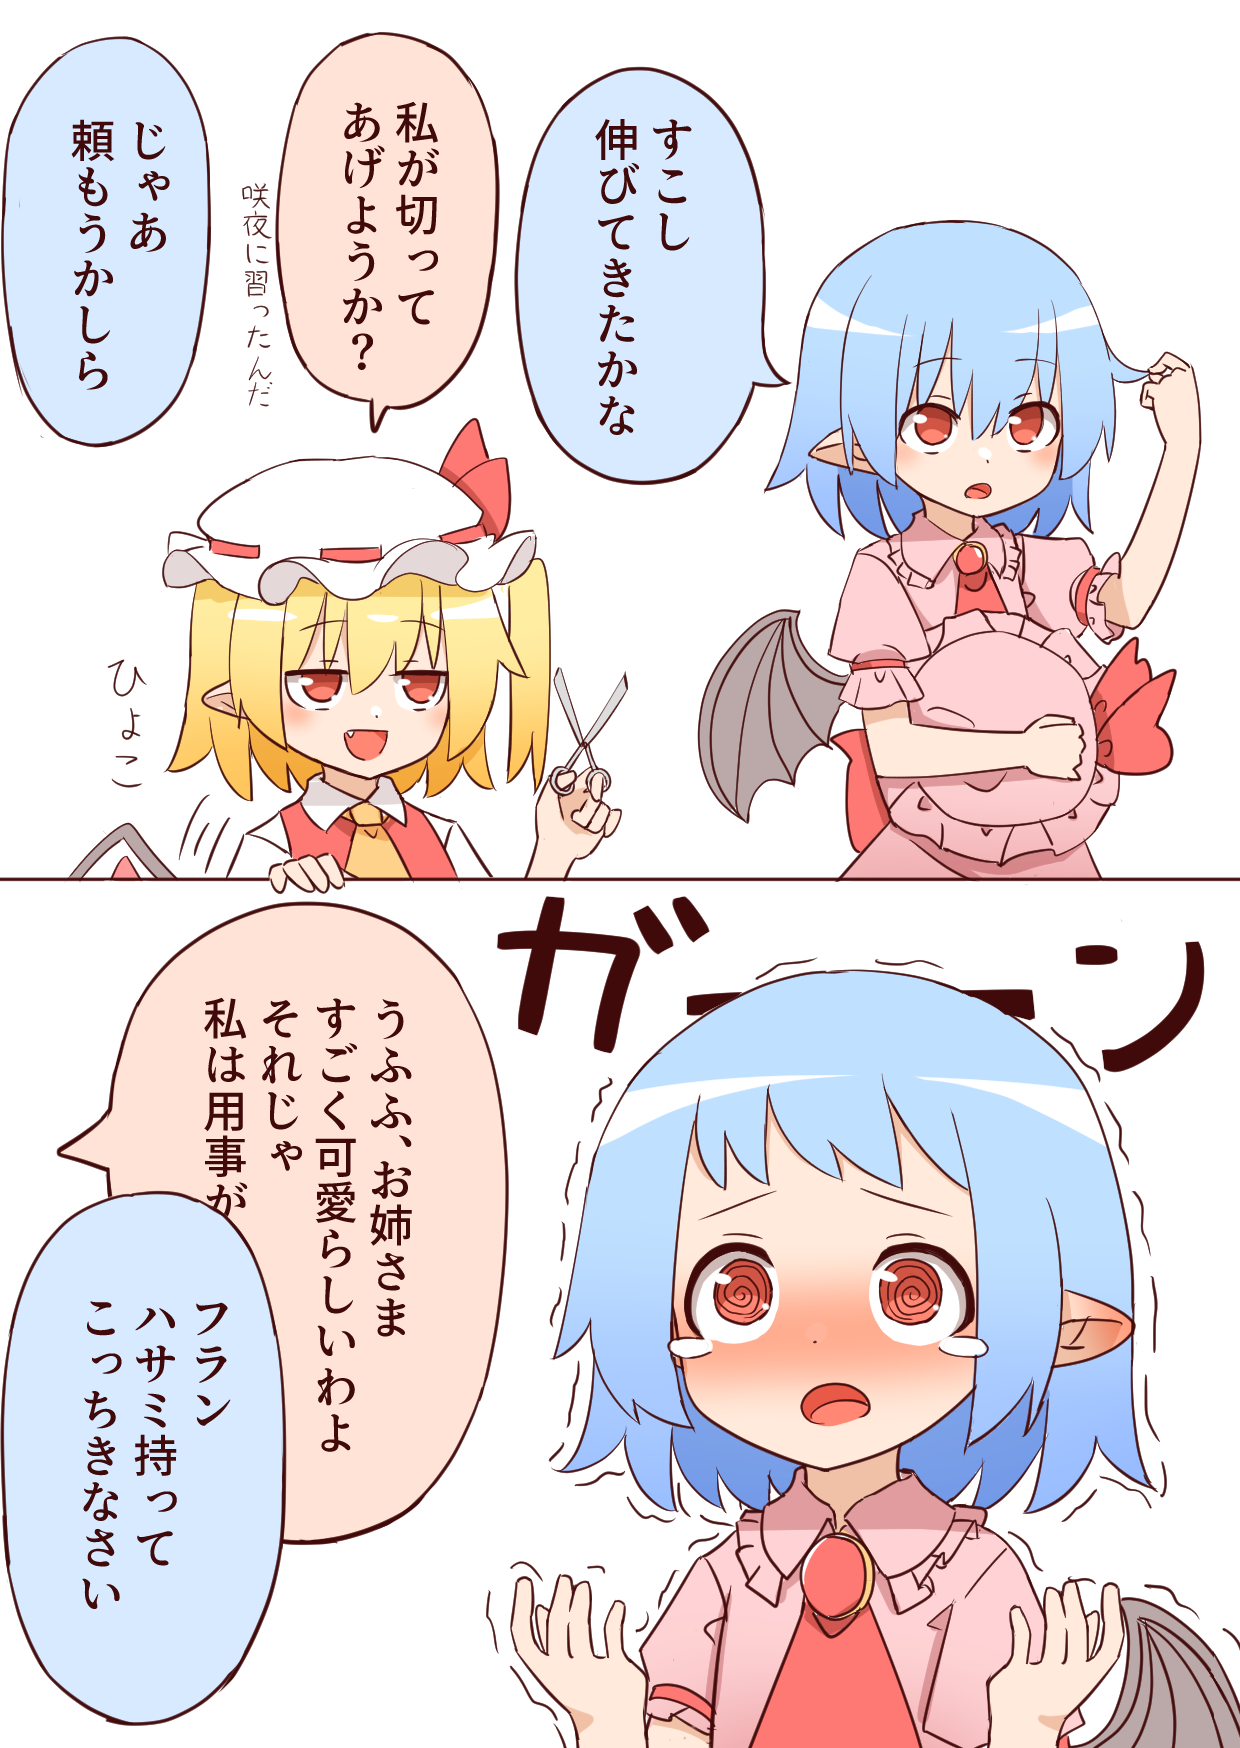 すこし
伸びてきたかな
私が切って
あげようか？
咲夜に習ったんだ
じゃあ
頼もうかしら
ひょこ
ガーン
うふふ、お姉さま
すごく可愛らしいわよ
それじゃ
私は用事が
フラン
ハサミ持って
こっちきなさい